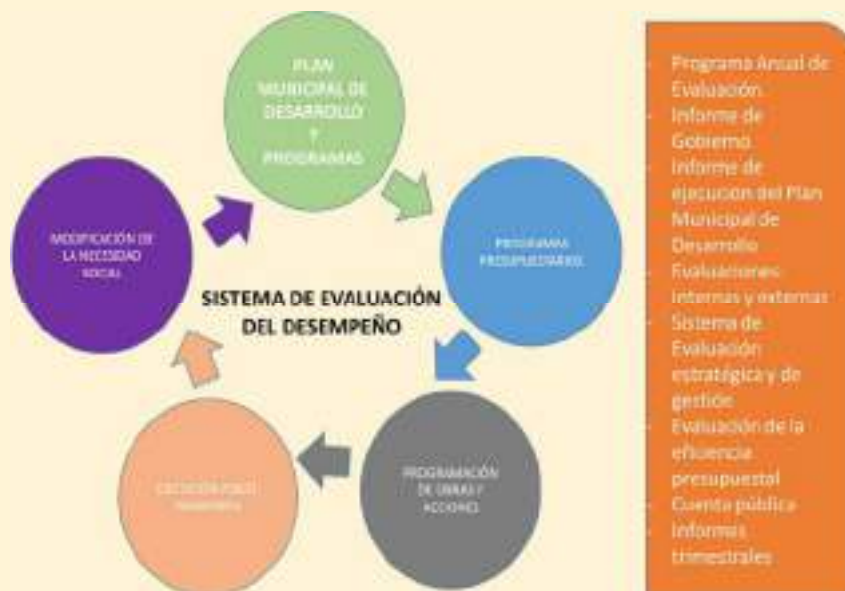 PLAN
MUNICIPAL DE
DESARROLLO
Y
PROGRAMAS
PROGRAMAS
PRESUPUESTARIOS
PROGRAMACIÓN
DE OBRAS Y
ACCIONES
MODIFICACIÓN DE
LA NECESIDAD
SOCIAL
SISTEMA DE EVALUACIÓN
DEL DESEMPEÑO
- Programa Anual de
Evaluación
- Informe de
Gobierno
- Informe de
ejecución del Plan
Municipal de
Desarrollo
- Evaluaciones
internas y externas
- Sistema de
Evaluación
estratégica y de
gestión
- Evaluación de la
eficiencia
presupuestal
- Cuenta pública
- Informes
trimestrales